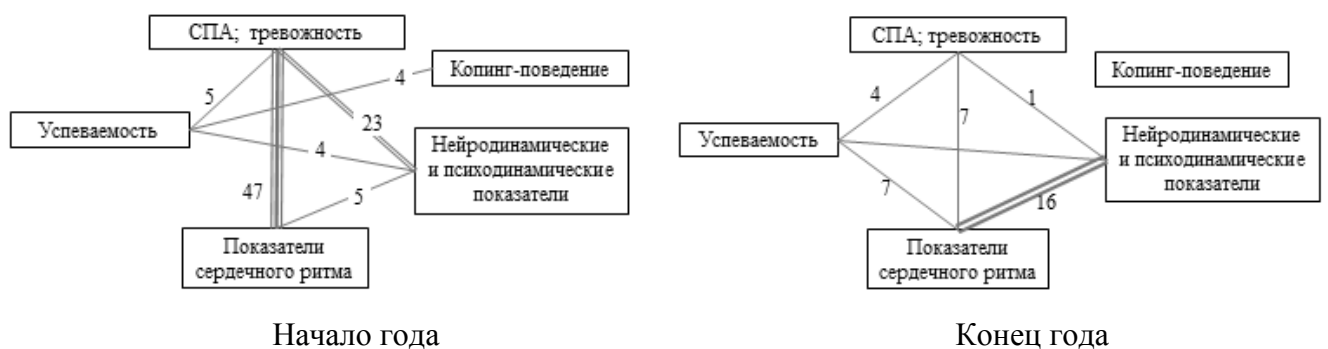 СПА; тревожность
Копинг-поведение
4
5
Успеваемость
23
4
Нейродинамические
и психодинамические
показатели
47
5
Показатели
сердечного ритма
Начало года
СПА; тревожность
Копинг-поведение
4
1
7
Успеваемость
Нейродинамические
и психодинамические
показатели
7
16
Показатели
сердечного ритма
Конец года